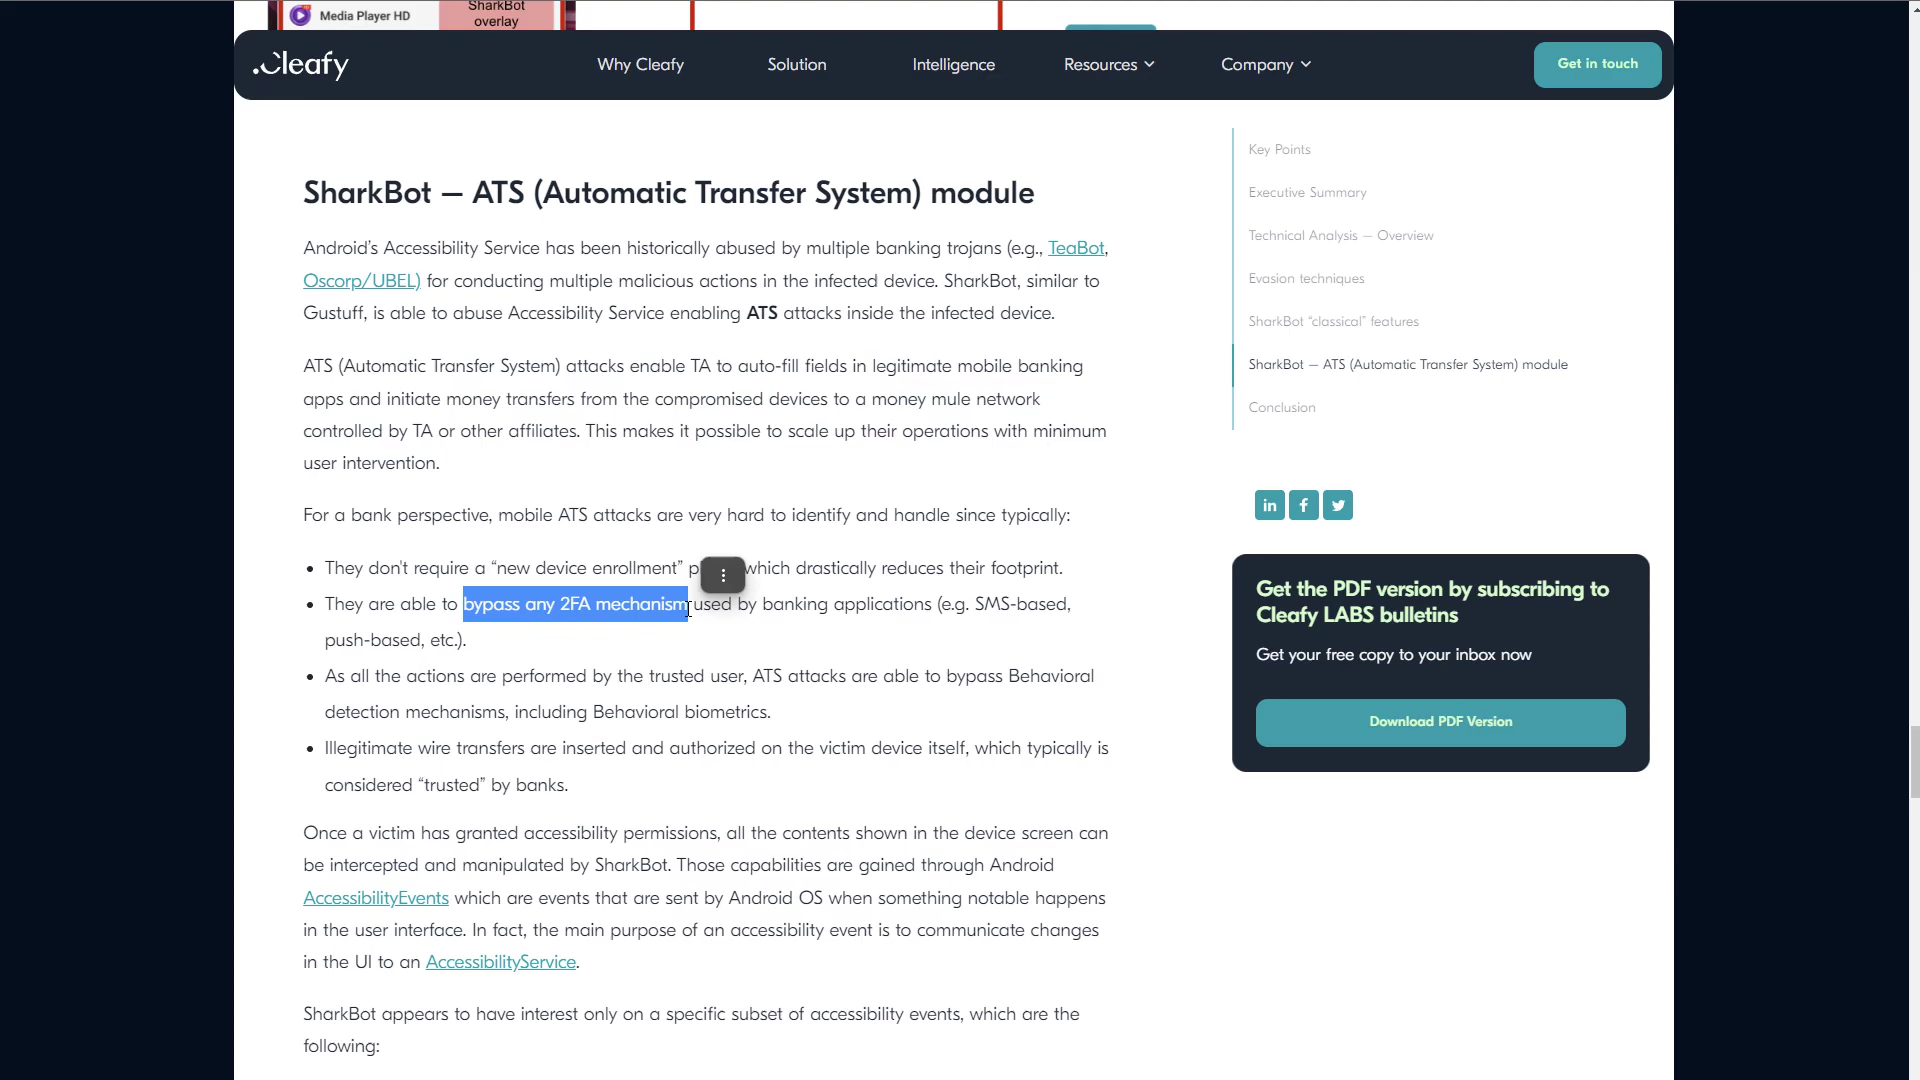 Media Player HD
SharkBot
overlay
.Cleafy
Why Cleafy
Solution
Intelligence
Resources
Company
Get in touch
SharkBot – ATS (Automatic Transfer System) module
Android’s Accessibility Service has been historically abused by multiple banking trojans (e.g., TeaBot,
Oscorp/UBEL) for conducting multiple malicious actions in the infected device. SharkBot, similar to
Gustuff, is able to abuse Accessibility Service enabling ATS attacks inside the infected device.
ATS (Automatic Transfer System) attacks enable TA to auto-fill fields in legitimate mobile banking
apps and initiate money transfers from the compromised devices to a money mule network
controlled by TA or other affiliates. This makes it possible to scale up their operations with minimum
user intervention.
For a bank perspective, mobile ATS attacks are very hard to identify and handle since typically:
• They don't require a “new device enrollment” which drastically reduces their footprint.
• They are able to bypass any 2FA mechanism used by banking applications (e.g. SMS-based,
push-based, etc.).
• As all the actions are performed by the trusted user, ATS attacks are able to bypass Behavioral
detection mechanisms, including Behavioral biometrics.
• Illegitimate wire transfers are inserted and authorized on the victim device itself, which typically is
considered “trusted” by banks.
Once a victim has granted accessibility permissions, all the contents shown in the device screen can
be intercepted and manipulated by SharkBot. Those capabilities are gained through Android
AccessibilityEvents which are events that are sent by Android OS when something notable happens
in the user interface. In fact, the main purpose of an accessibility event is to communicate changes
in the UI to an AccessibilityService.
SharkBot appears to have interest only on a specific subset of accessibility events, which are the
following:
Key Points
Executive Summary
Technical Analysis – Overview
Evasion techniques
SharkBot “classical” features
SharkBot – ATS (Automatic Transfer System) module
Conclusion
Get the PDF version by subscribing to
Cleafy LABS bulletins
Get your free copy to your inbox now
Download PDF Version